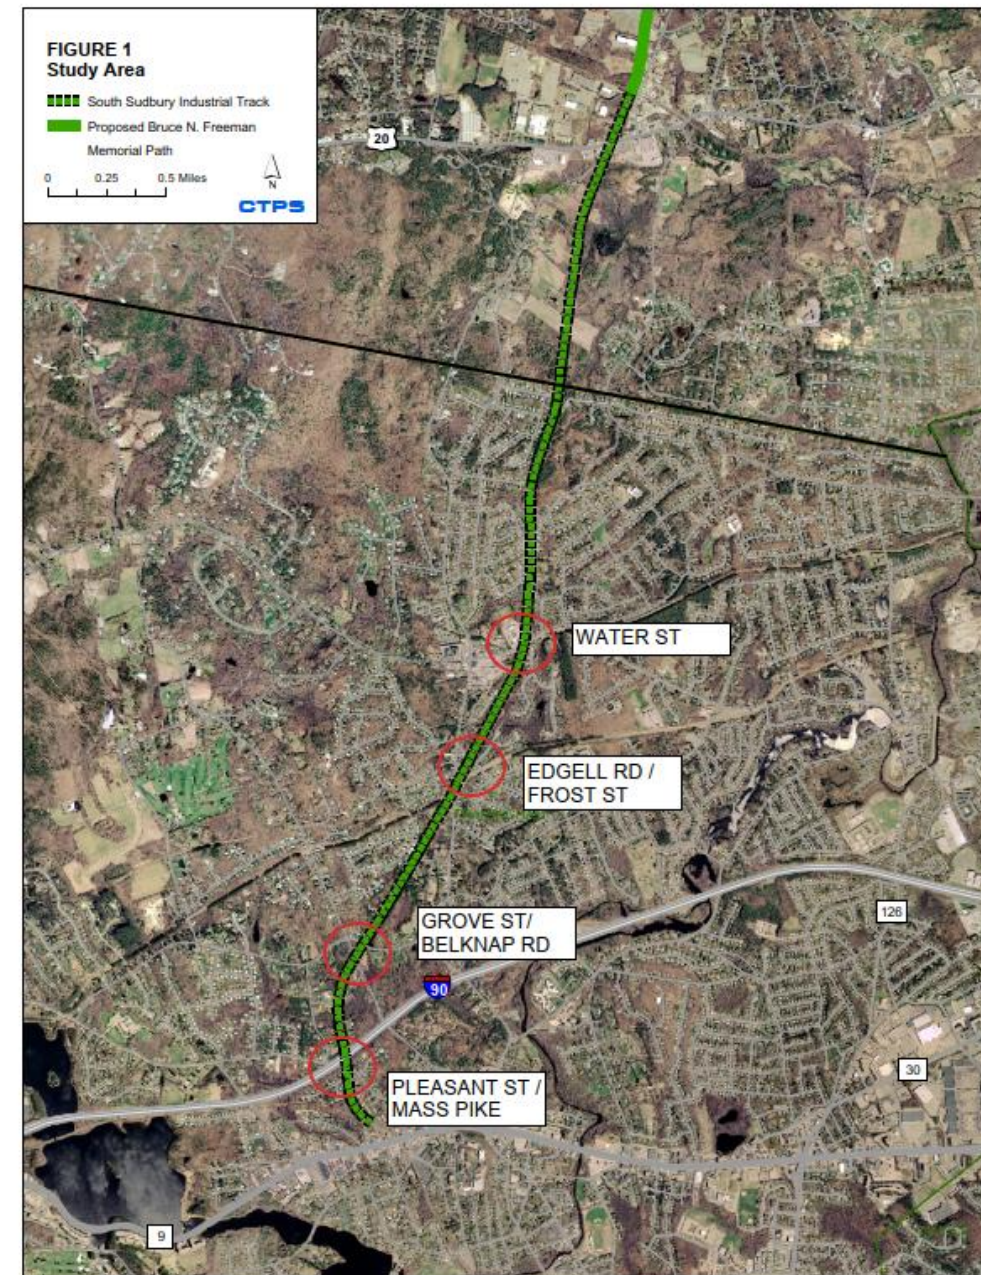 FIGURE 1
Study Area
South Sudbury Industrial Track
Proposed Bruce N. Freeman
Memorial Path
0 0.25 0.5 Miles
N
CTPS
20
WATER ST
EDGELL RD /
FROST ST
GROVE ST/
BELKNAP RD
126
90
30
PLEASANT ST /
MASS PIKE
9